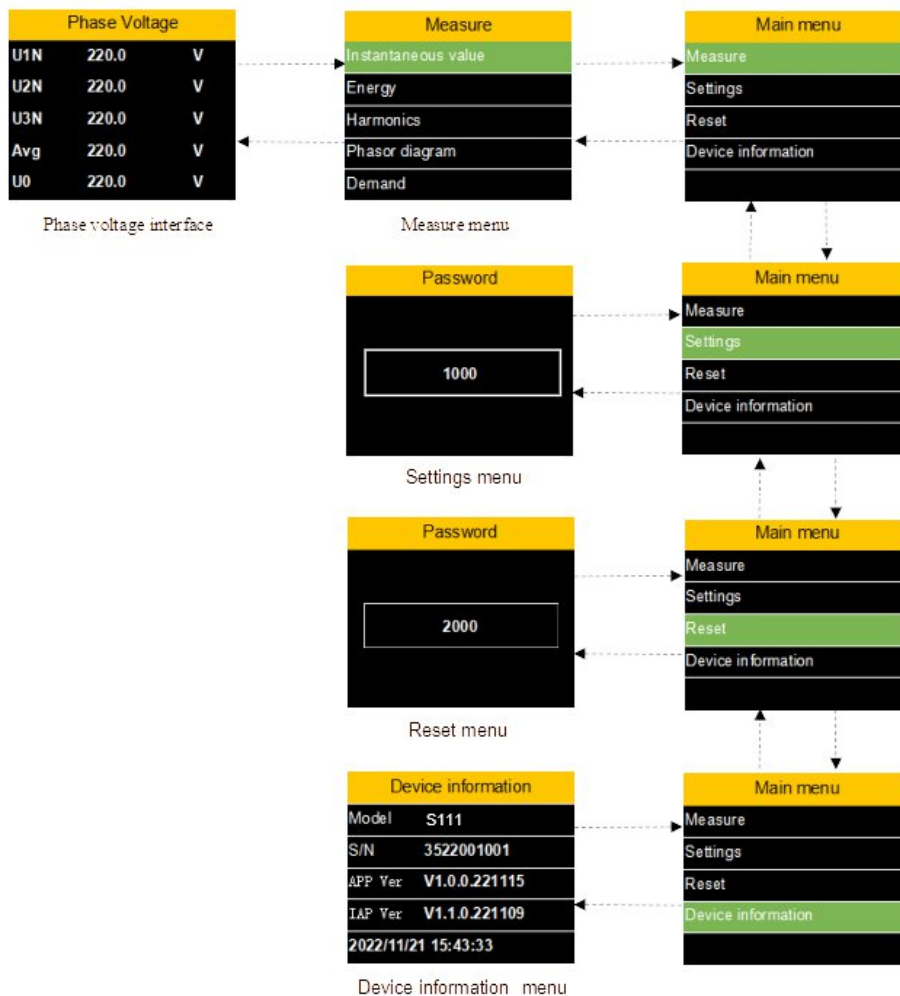 Phase Voltage
U1N 220.0 V
U2N 220.0 V
U3N 220.0 V
Avg 220.0 V
U0 220.0 V
Phase voltage interface
Measure
Instantaneous value
Energy
Harmonics
Phasor diagram
Demand
Measure menu
Main menu
Measure
Settings
Reset
Device information
Password
1000
Settings menu
Main menu
Measure
Settings
Reset
Device information
Password
2000
Reset menu
Main menu
Measure
Settings
Reset
Device information
Device information
Model S111
S/N 3522001001
APP Ver V1.0.0.221115
IAP Ver V1.1.0.221109
2022/11/21 15:43:33
Device information menu
Main menu
Measure
Settings
Reset
Device information